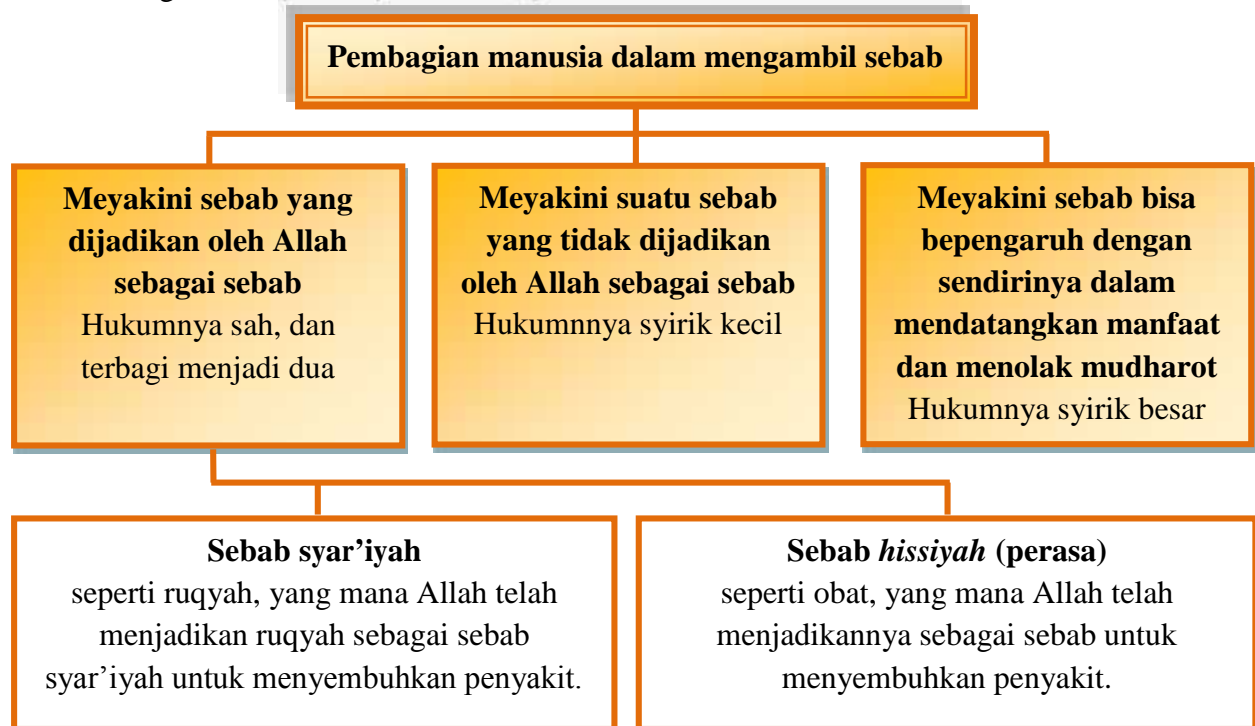 Pembagian manusia dalam mengambil sebab
Meyakini sebab yang
dijadikan oleh Allah
sebagai sebab
Hukumnya sah, dan
terbagi menjadi dua
Meyakini suatu sebab
yang tidak dijadikan
oleh Allah sebagai sebab
Hukumnnya syirik kecil
Meyakini sebab bisa
bepengaruh dengan
sendirinya dalam
mendatangkan manfaat
dan menolak mudharot
Hukumnya syirik besar
Sebab syar’iyah
seperti ruqyah, yang mana Allah telah
menjadikan ruqyah sebagai sebab
syar’iyah untuk menyembuhkan penyakit.
Sebab hissiyah (perasa)
seperti obat, yang mana Allah telah
menjadikannya sebagai sebab untuk
menyembuhkan penyakit.